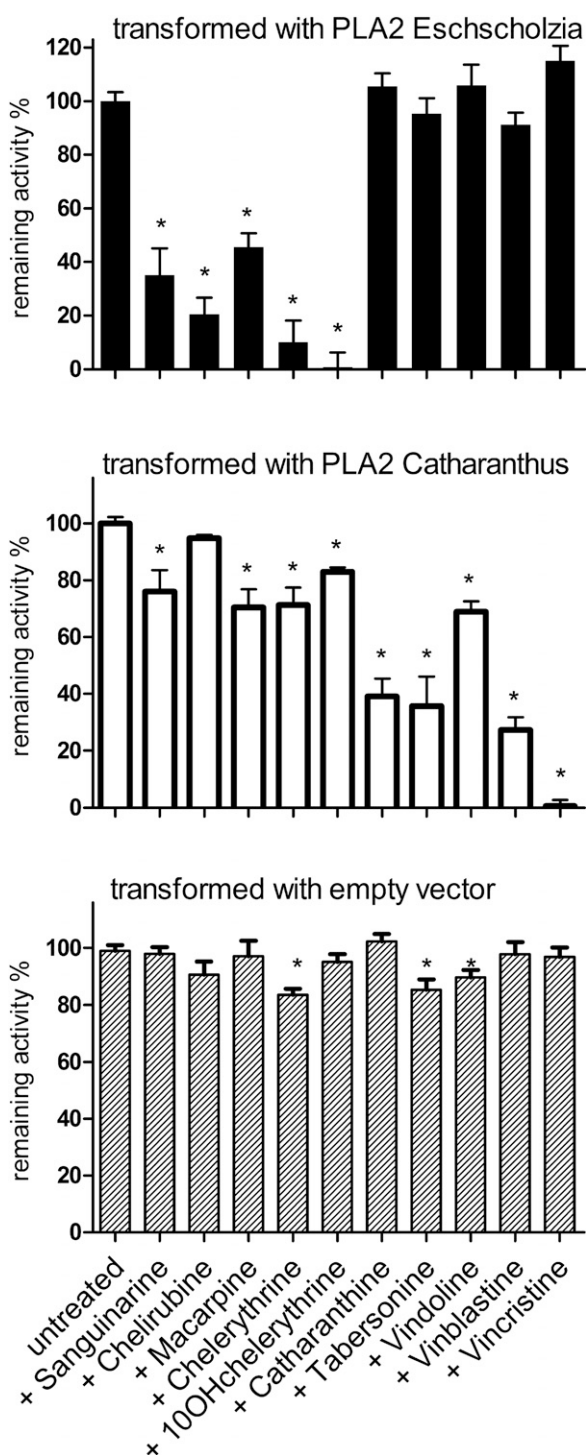 transformed with PLA2 Eschscholzia
remaining activity %
120
100
80
60
40
20
0
*
*
*
*
*
transformed with PLA2 Catharanthus
remaining activity %
100
80
60
40
20
0
*
*
*
*
*
*
*
*
*
transformed with empty vector
remaining activity %
100
80
60
40
20
0
*
*
*
untreated
+ Sanguinarine
+ Chelirubine
+ Macarpine
+ Chelerythrine
+ 10OHchelerythrine
+ Catharanthine
+ Tabersonine
+ Vindoline
+ Vinblastine
+ Vincristine